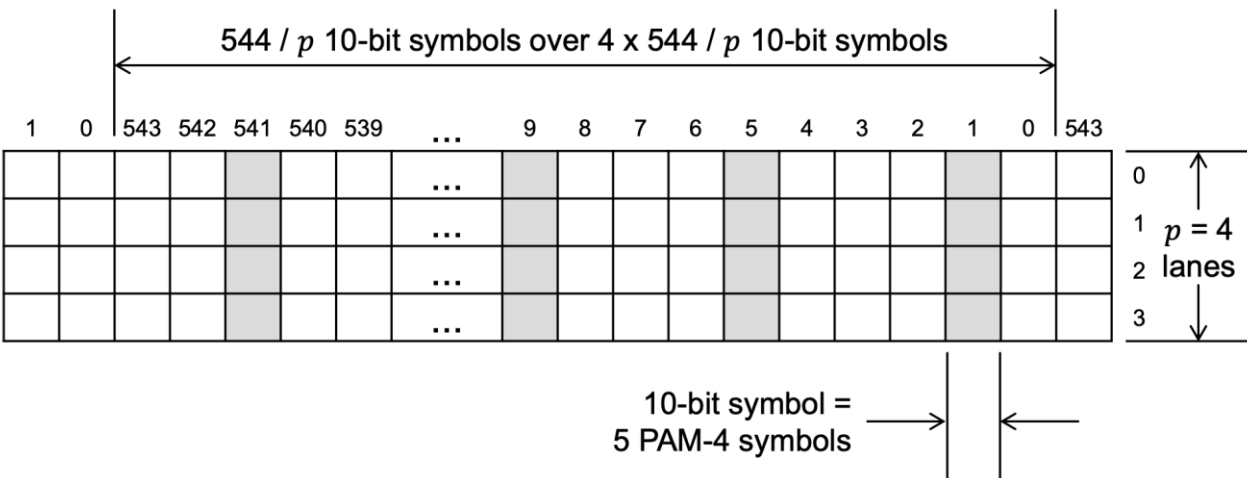 544 / p 10-bit symbols over 4 x 544 / p 10-bit symbols
1 0 543 542 541 540 539 ... 9 8 7 6 5 4 3 2 1 0 543
... 0
... 1
p = 4
... 2
lanes
... 3
10-bit symbol =
5 PAM-4 symbols